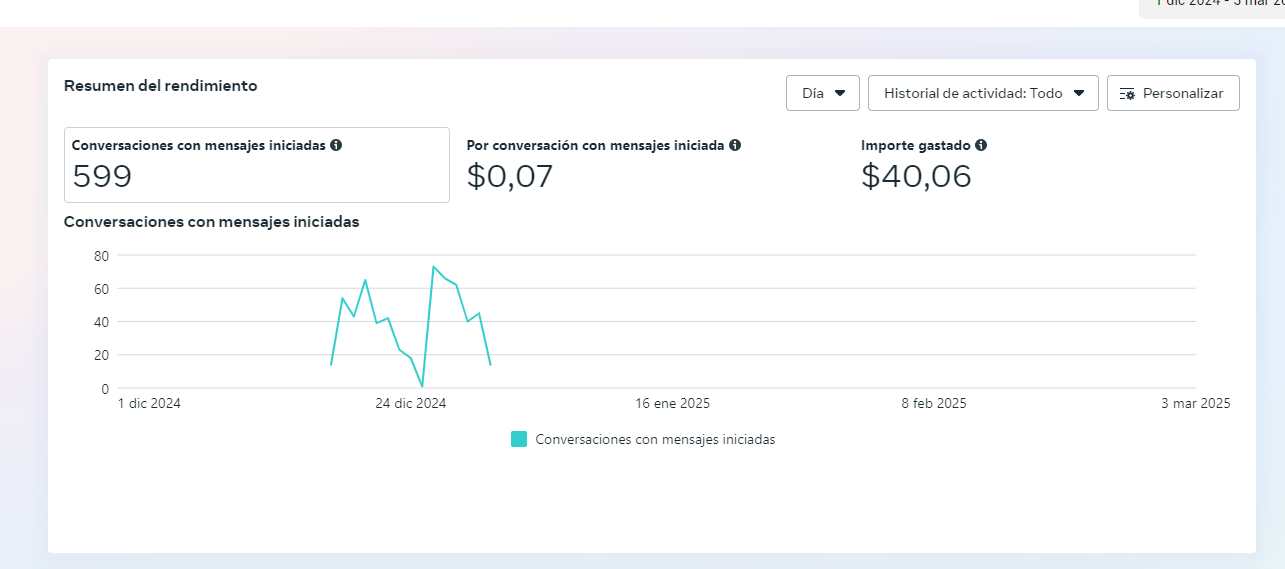 1 dic 2024 - 3 mar
Resumen del rendimiento
Día
Historial de actividad: Todo
Personalizar
Conversaciones con mensajes iniciadas
Por conversación con mensajes iniciada
Importe gastado
599
$0,07
$40,06
Conversaciones con mensajes iniciadas
80
60
40
20
0
1 dic 2024
24 dic 2024
16 ene 2025
8 feb 2025
3 mar 2025
Conversaciones con mensajes iniciadas